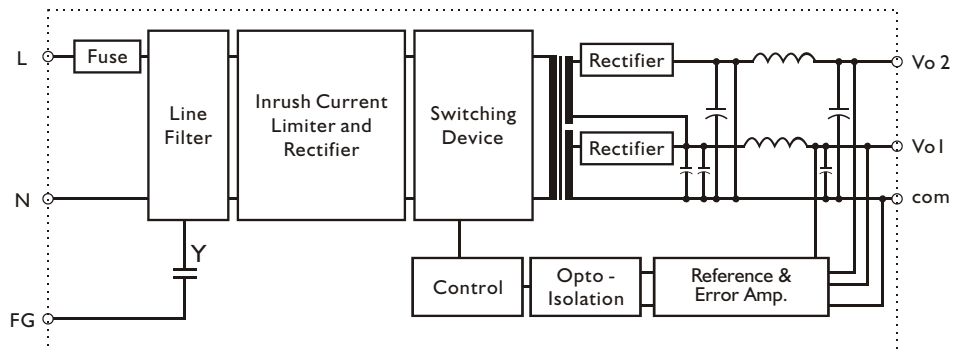 L
Fuse
Line
Filter
Inrush Current
Limiter and
Rectifier
Switching
Device
Rectifier
Vo 2
Rectifier
Vo1
N
com
Y
FG
Control
Opto -
Isolation
Reference &
Error Amp.